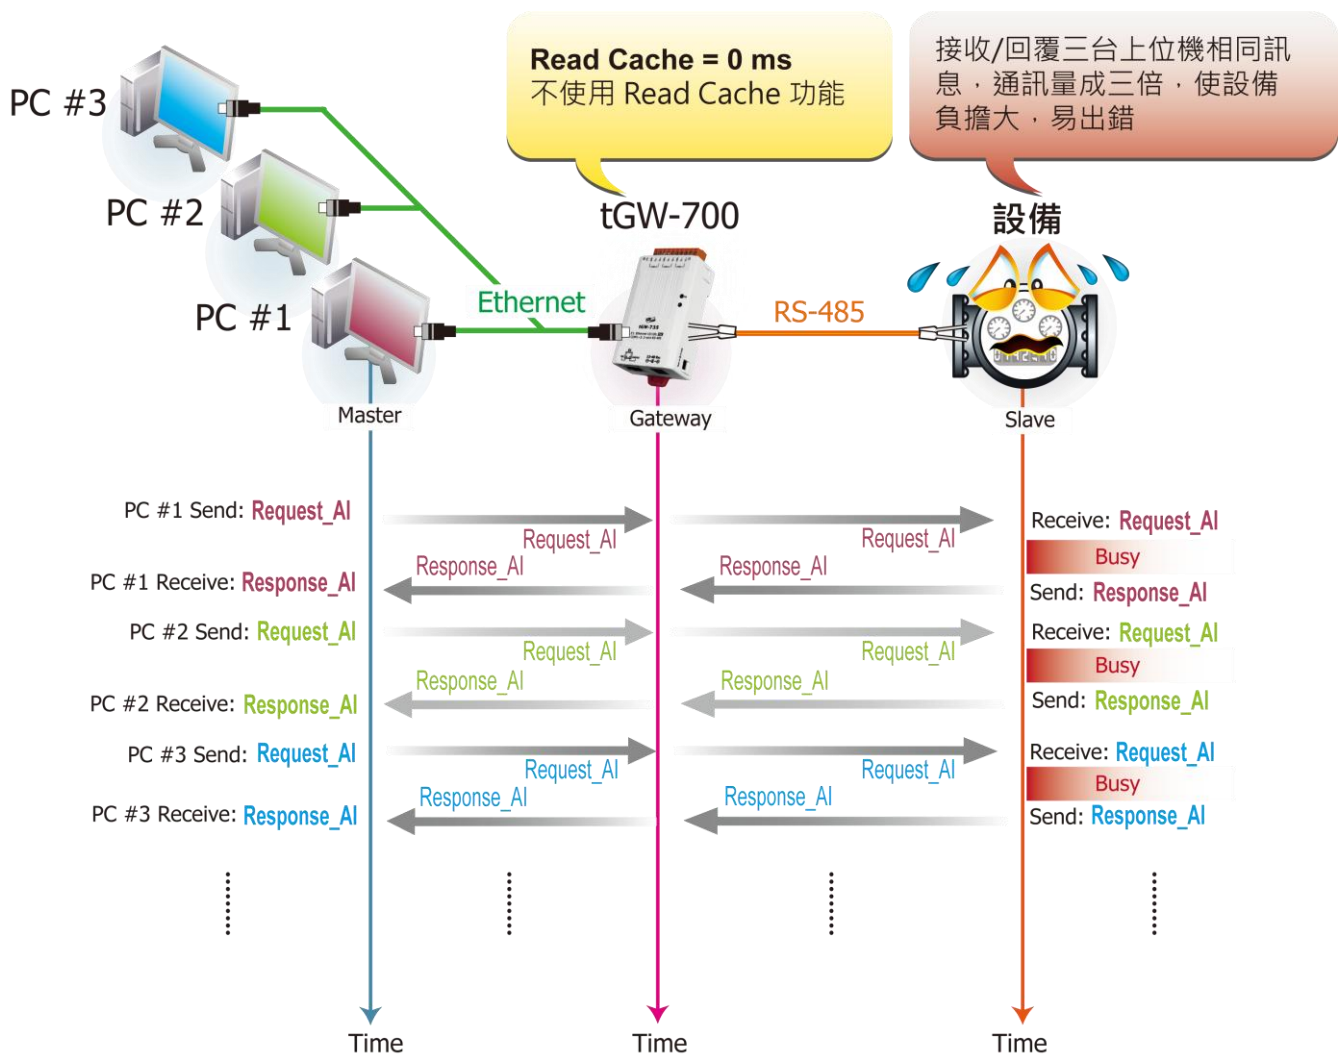 Read Cache = 0 ms
不使用 Read Cache 功能
接收/回覆三台上位機相同訊
息，通訊量成三倍，使設備
負擔大，易出錯
PC #3
PC #2
PC #1
tGW-700
設備
Ethernet
RS-485
Master
Gateway
Slave
PC #1 Send: Request_AI
Request_AI
Request_AI
Receive: Request_AI
Busy
Response_AI
Response_AI
PC #1 Receive: Response_AI
Send: Response_AI
PC #2 Send: Request_AI
Request_AI
Request_AI
Receive: Request_AI
Busy
Response_AI
Response_AI
PC #2 Receive: Response_AI
Send: Response_AI
PC #3 Send: Request_AI
Request_AI
Request_AI
Receive: Request_AI
Busy
Response_AI
Response_AI
PC #3 Receive: Response_AI
Send: Response_AI
Time
Time
Time